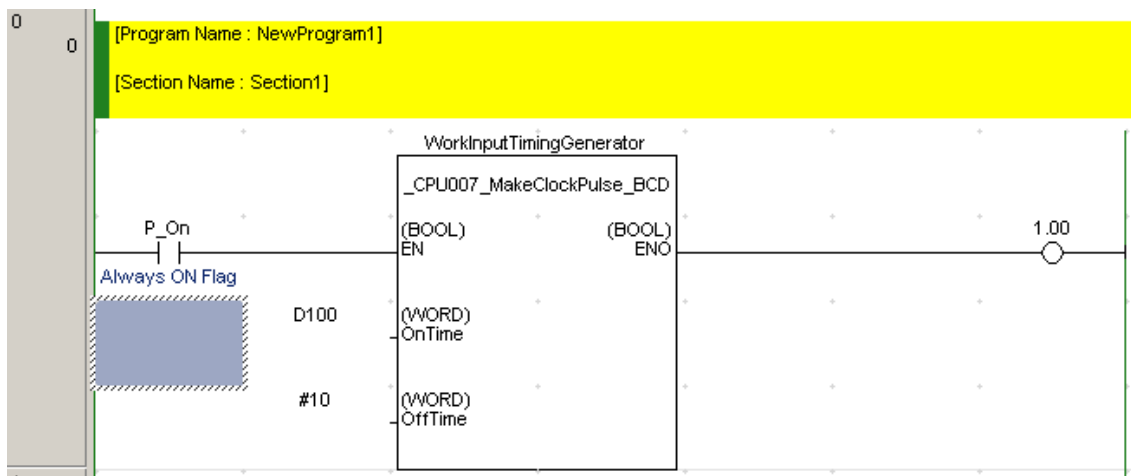 0
0
[Program Name : NewProgram1]
[Section Name : Section1]
WorkInputTimingGenerator
_CPU007_MakeClockPulse_BCD
P_On
(BOOL)
EN
(BOOL)
ENO
1.00
Always ON Flag
D100
(WORD)
OnTime
#10
(WORD)
OffTime